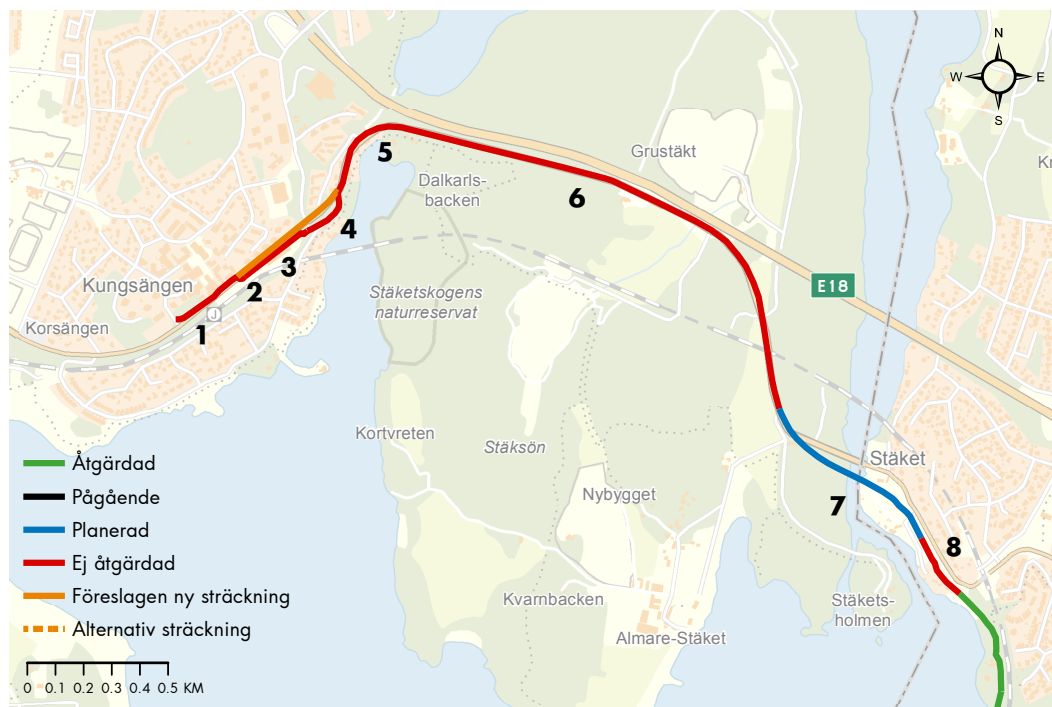 N
W
E
S
Grustäkt
Dalkarls-
backen
5
6
4
3
2
1
Kungsängen
Korsängen
J
Stäketskogens
naturreservat
E18
Kortvreten
Stäksön
Stäket
Nybygget
7
8
Kvarnbacken
Stäkets-
holmen
Almare-Stäket
Åtgärdad
Pågående
Planerad
Ej åtgärdad
Föreslagen ny sträckning
Alternativ sträckning
0 0.1 0.2 0.3 0.4 0.5 KM